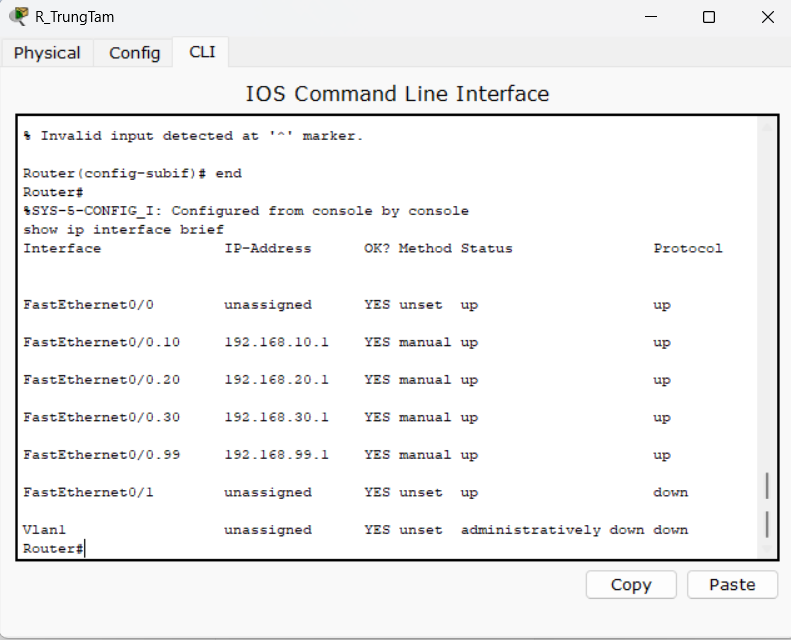 R_TrungTam
Physical Config CLI
IOS Command Line Interface
% Invalid input detected at '^' marker.
Router(config-subif)# end
Router#
%SYS-5-CONFIG_I: Configured from console by console
show ip interface brief
Interface IP-Address OK? Method Status Protocol
FastEthernet0/0 unassigned YES unset up up
FastEthernet0/0.10 192.168.10.1 YES manual up up
FastEthernet0/0.20 192.168.20.1 YES manual up up
FastEthernet0/0.30 192.168.30.1 YES manual up up
FastEthernet0/0.99 192.168.99.1 YES manual up up
FastEthernet0/1 unassigned YES unset up down
Vlan1 unassigned YES unset administratively down down
Router#
Copy Paste